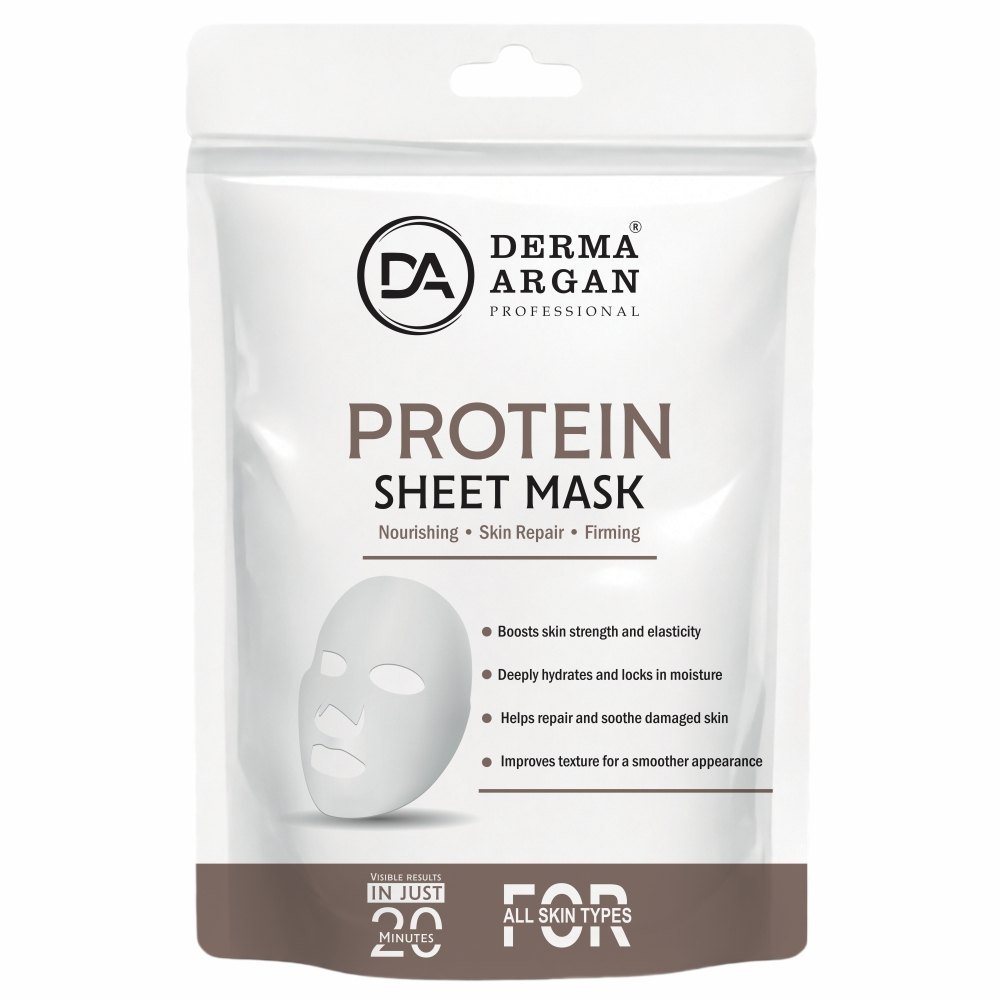 DA
DERMA®
ARGAN
PROFESSIONAL
PROTEIN
SHEET MASK
Nourishing • Skin Repair • Firming
• Boosts skin strength and elasticity
• Deeply hydrates and locks in moisture
• Helps repair and soothe damaged skin
• Improves texture for a smoother appearance
VISIBLE RESULTS
IN JUST
20
MINUTES
FOR
ALL SKIN TYPES